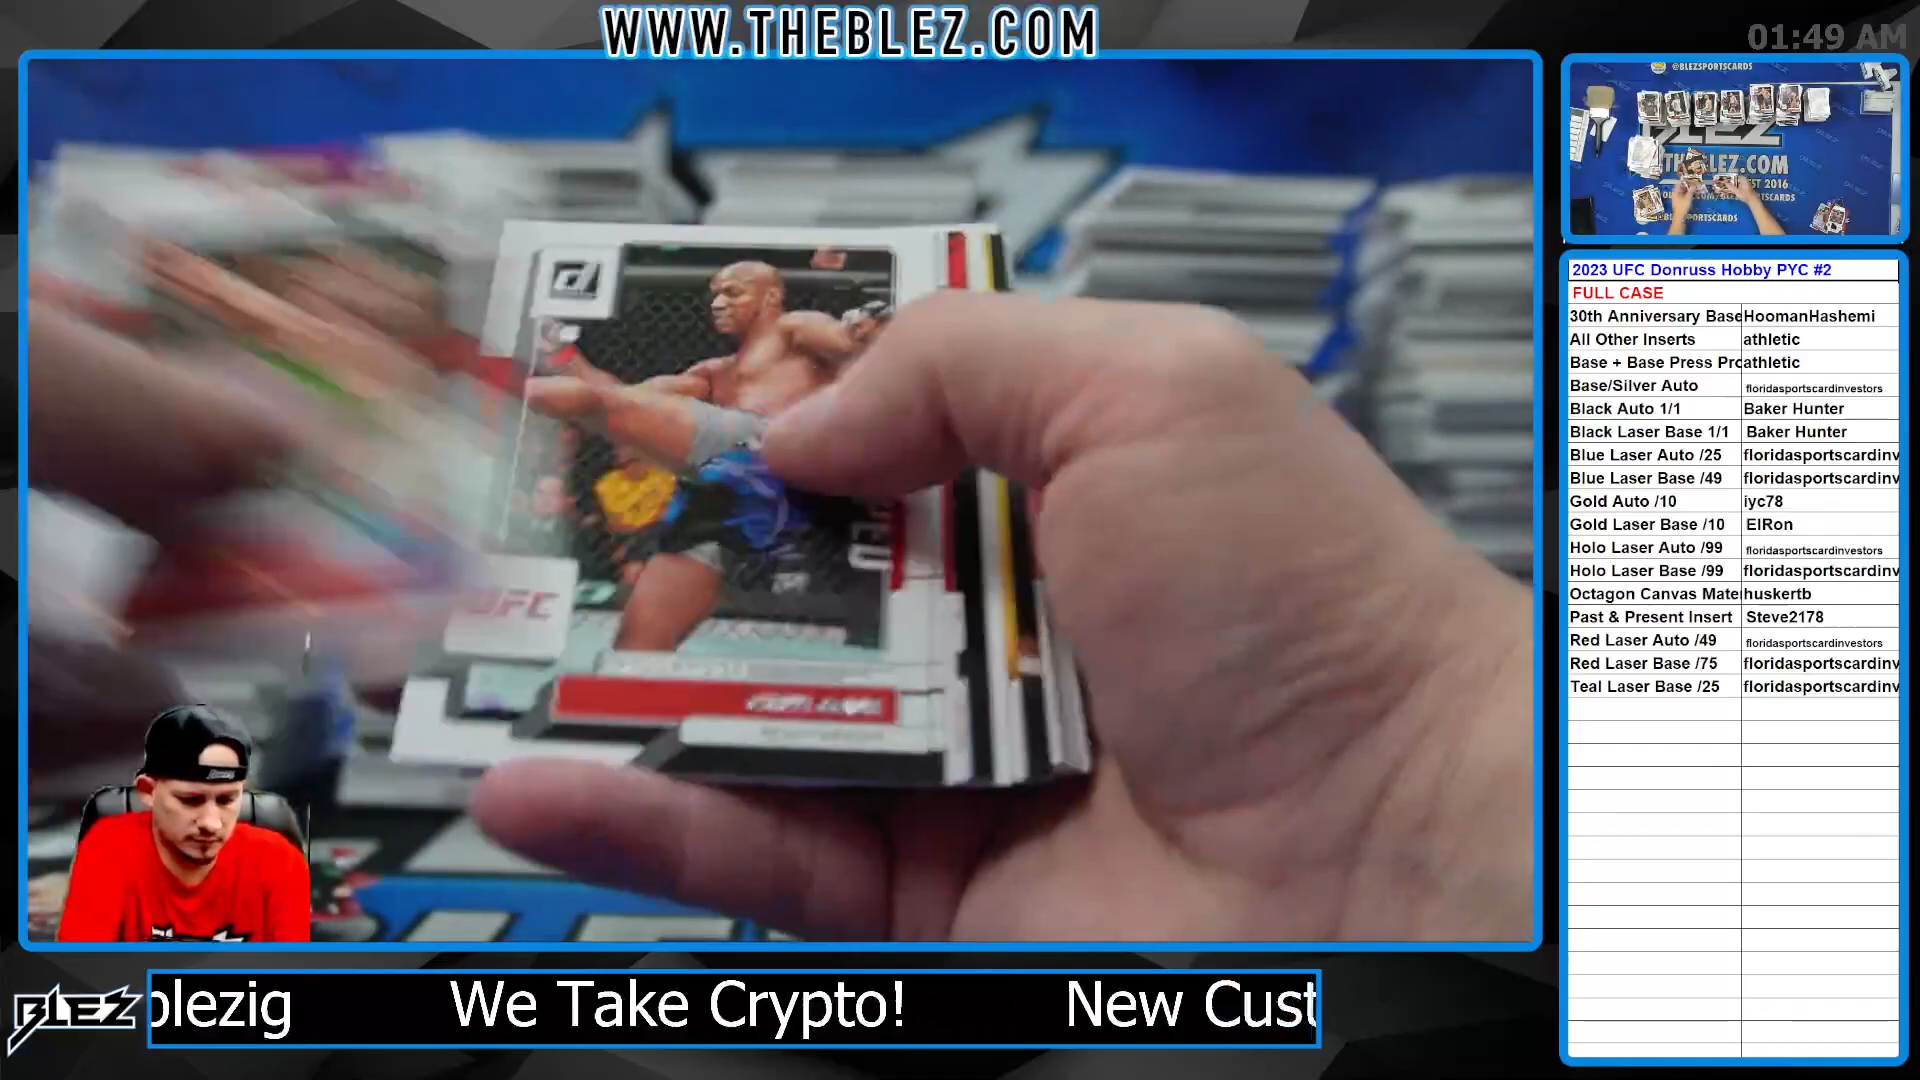 WWW.THEBLEZ.COM
01:49 AM
@BLEZSPORTSCARDS
BLEZ
THEBLEZ.COM
EST 2016
2023 UFC Donruss Hobby PYC #2
FULL CASE
30th Anniversary Base HoomanHashemi
All Other Inserts athletic
Base + Base Press Pro athletic
Base/Silver Auto floridasportscardinvestors
Black Auto 1/1 Baker Hunter
Black Laser Base 1/1 Baker Hunter
Blue Laser Auto /25 floridasportscardinv
Blue Laser Base /49 floridasportscardinv
Gold Auto /10 iyc78
Gold Laser Base /10 ElRon
Holo Laser Auto /99 floridasportscardinvestors
Holo Laser Base /99 floridasportscardinv
Octagon Canvas Mate huskertb
Past & Present Insert Steve2178
Red Laser Auto /49 floridasportscardinvestors
Red Laser Base /75 floridasportscardinv
Teal Laser Base /25 floridasportscardinv
UFC
BLEZ
blezig We Take Crypto! New Cust